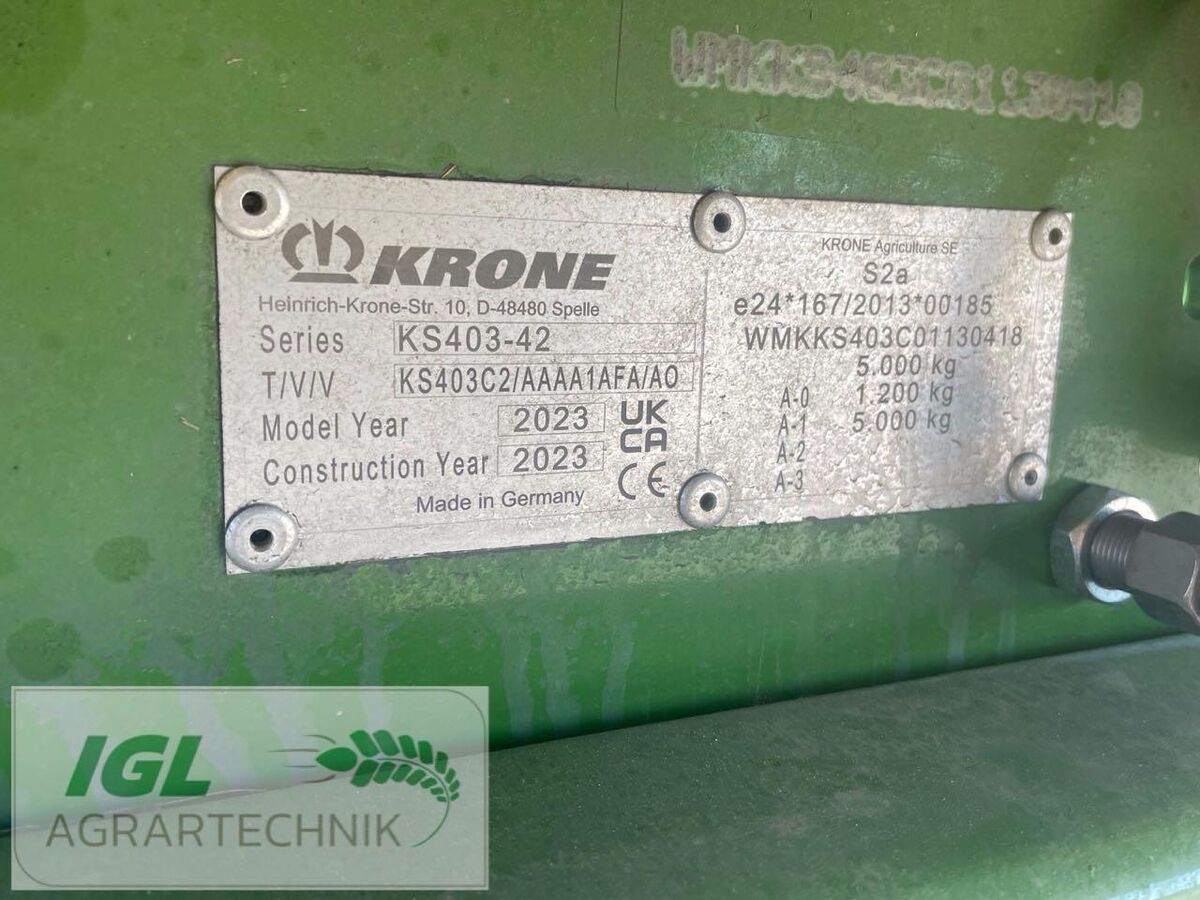 WMKKS403C01130418
KRONE
Heinrich-Krone-Str. 10, D-48480 Spelle
Series KS403-42
T/V/V KS403C2/AAAA1AFA/AO
Model Year 2023
UK
CA
Construction Year 2023
CE
Made in Germany
KRONE Agriculture SE
S2a
e24*167/2013*00185
WMKKS403C01130418
5.000 kg
A-0 1.200 kg
A-1 5.000 kg
A-2
A-3
IGL
AGRARTECHNIK